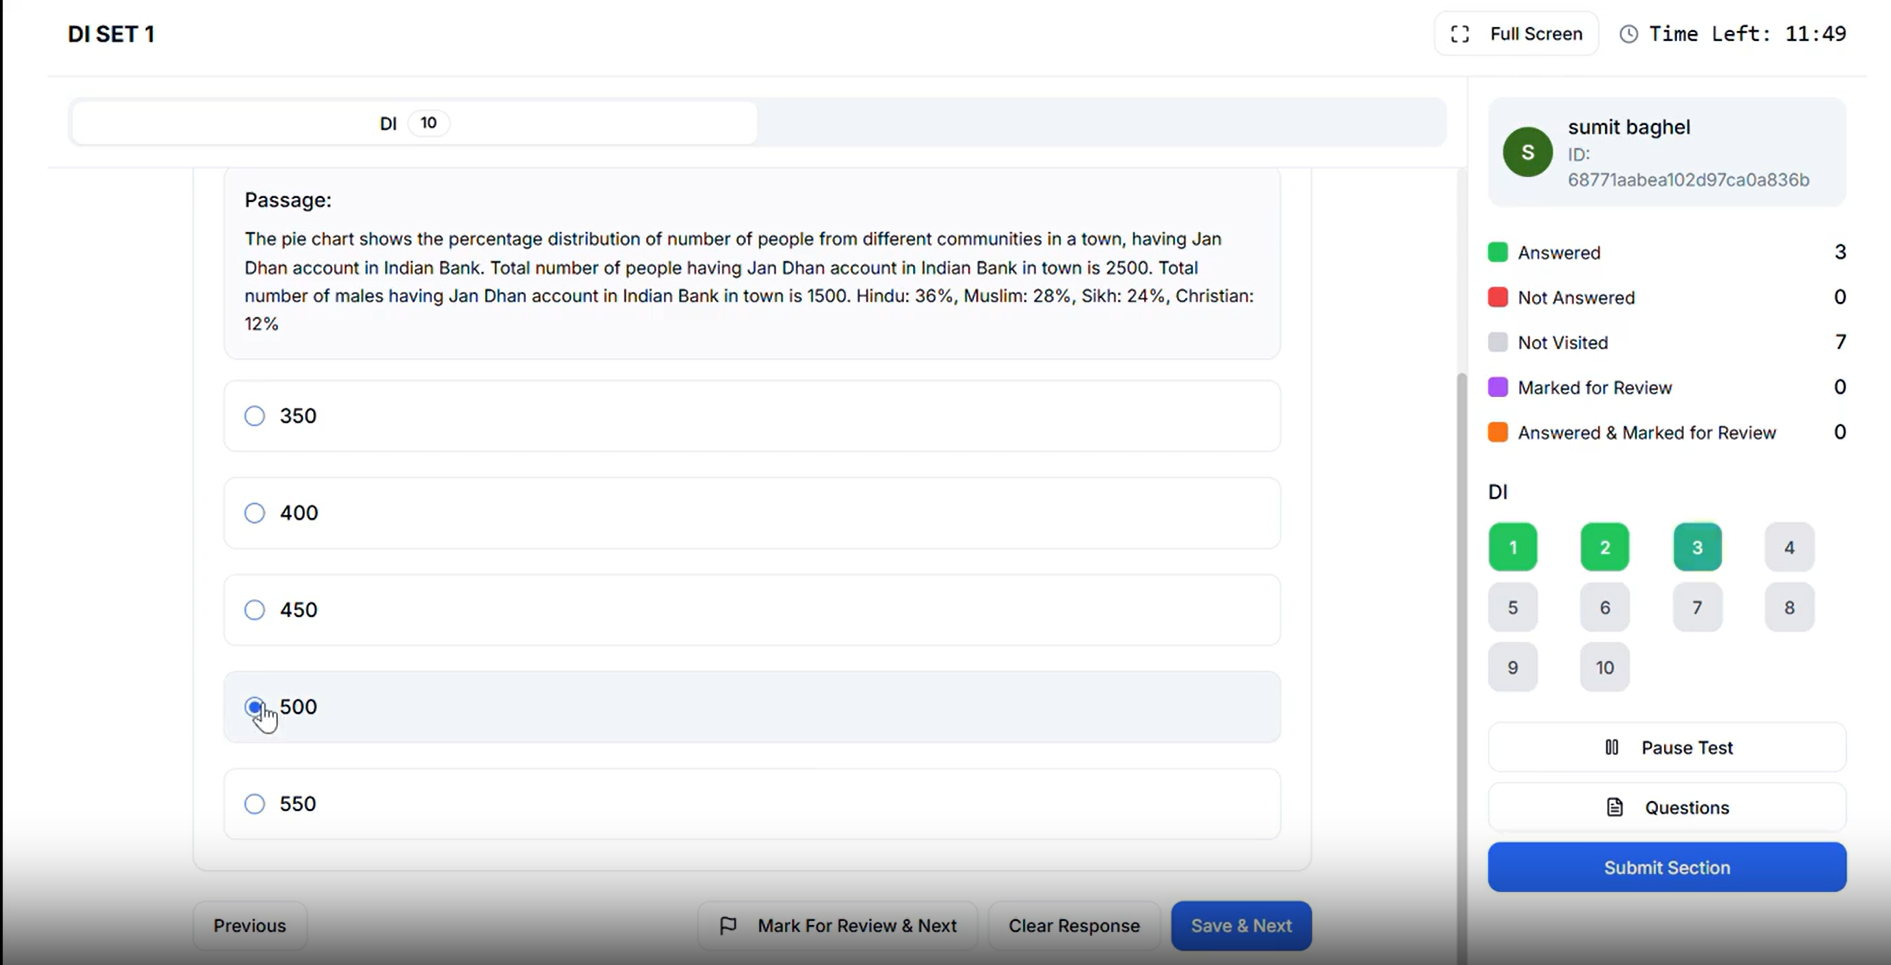 DI SET 1
Full Screen
Time Left: 11:49
DI 10
Passage:
The pie chart shows the percentage distribution of number of people from different communities in a town, having Jan
Dhan account in Indian Bank. Total number of people having Jan Dhan account in Indian Bank in town is 2500. Total
number of males having Jan Dhan account in Indian Bank in town is 1500. Hindu: 36%, Muslim: 28%, Sikh: 24%, Christian:
12%
350
400
450
500
550
Previous
Mark For Review & Next
Clear Response
Save & Next
S
sumit baghel
ID:
68771aabea102d97ca0a836b
Answered 3
Not Answered 0
Not Visited 7
Marked for Review 0
Answered & Marked for Review 0
DI
1 2 3 4
5 6 7 8
9 10
Pause Test
Questions
Submit Section